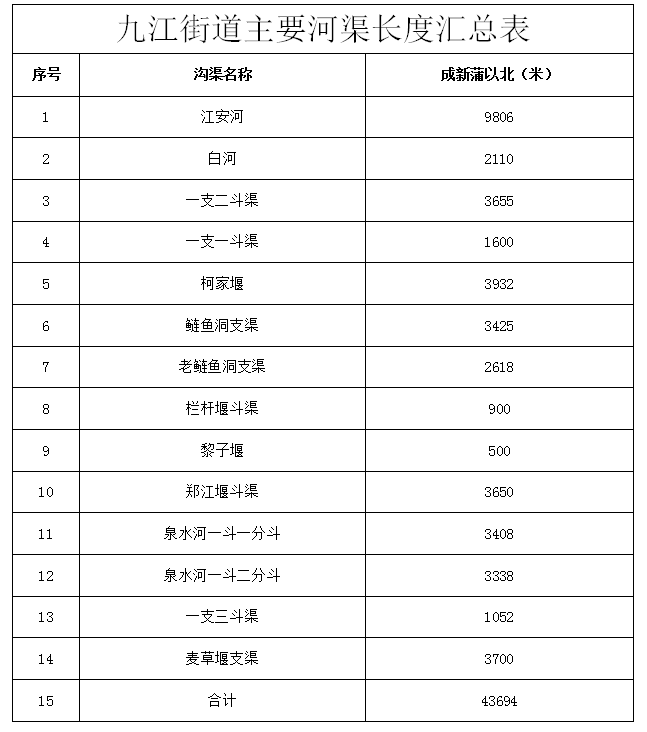 九江街道主要河渠长度汇总表
序号 沟渠名称 成新蒲以北（米）
1 江安河 9806
2 白河 2110
3 一支二斗渠 3655
4 一支一斗渠 1600
5 柯家堰 3932
6 鲢鱼洞支渠 3425
7 老鲢鱼洞支渠 2618
8 栏杆堰斗渠 900
9 黎子堰 500
10 郑江堰斗渠 3650
11 泉水河一斗一分斗 3408
12 泉水河一斗二分斗 3338
13 一支三斗渠 1052
14 麦草堰支渠 3700
15 合计 43694